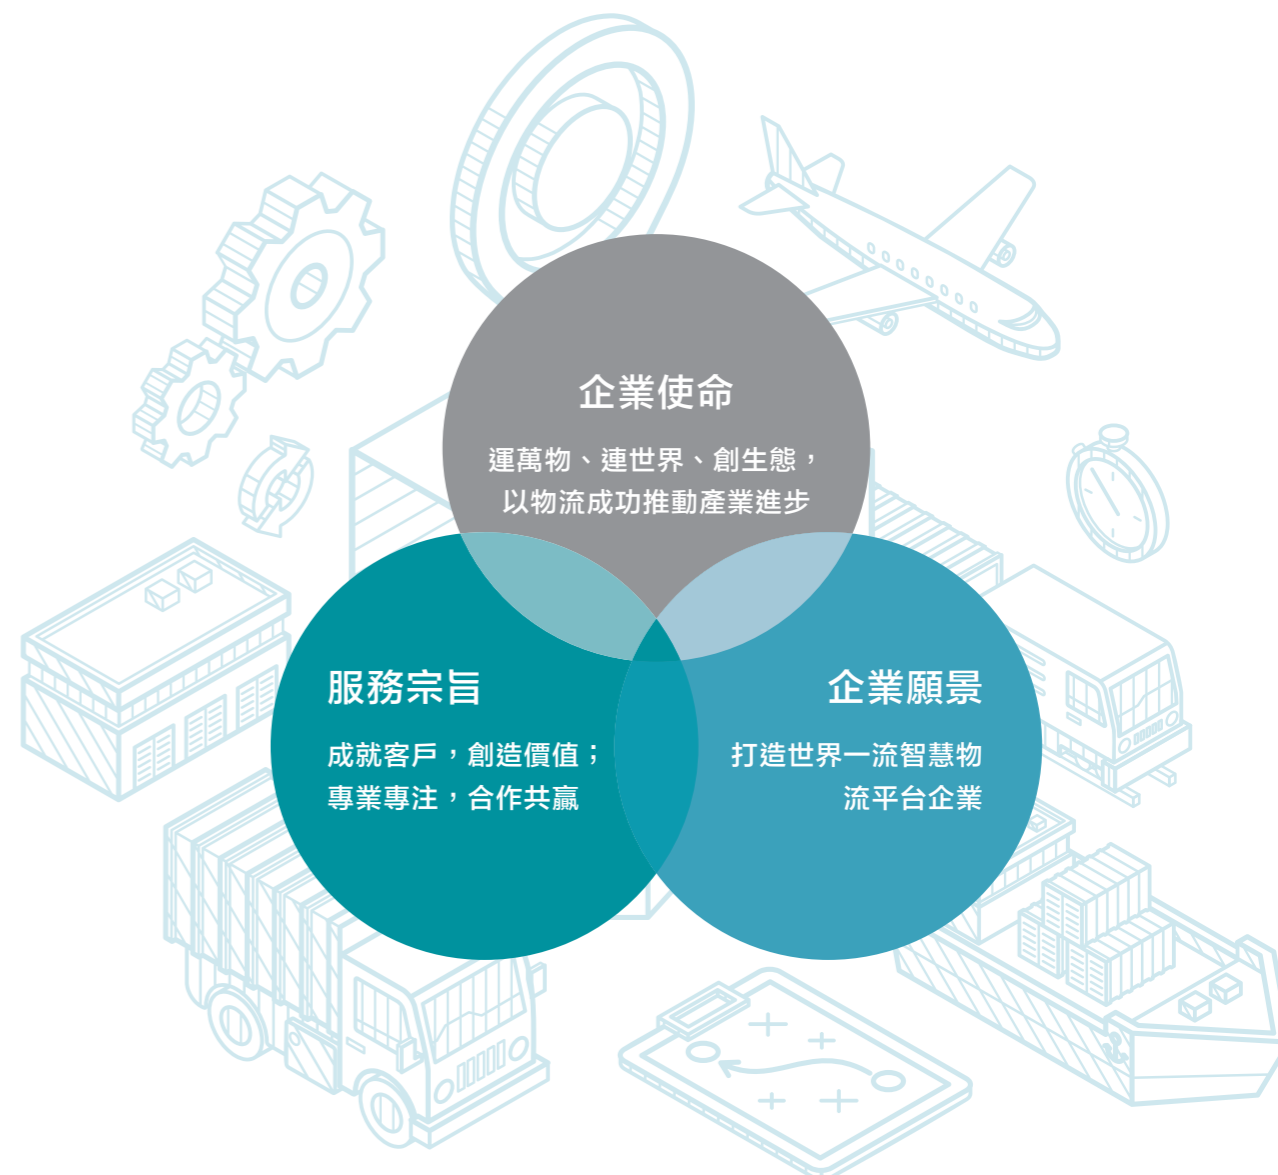 企業使命
運萬物、連世界、創生態，
以物流成功推動產業進步
服務宗旨
成就客戶，創造價值；
專業專注，合作共贏
企業願景
打造世界一流智慧物
流平台企業